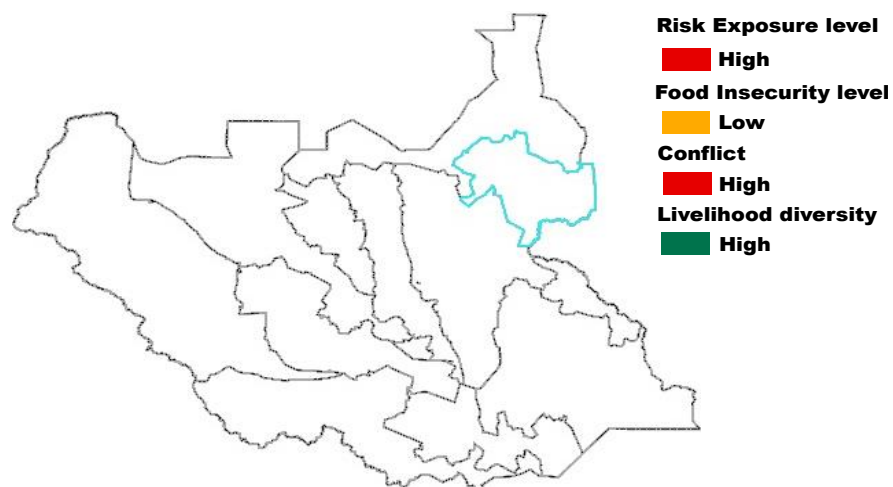 Risk Exposure level
High
Food Insecurity level
Low
Conflict
High
Livelihood diversity
High